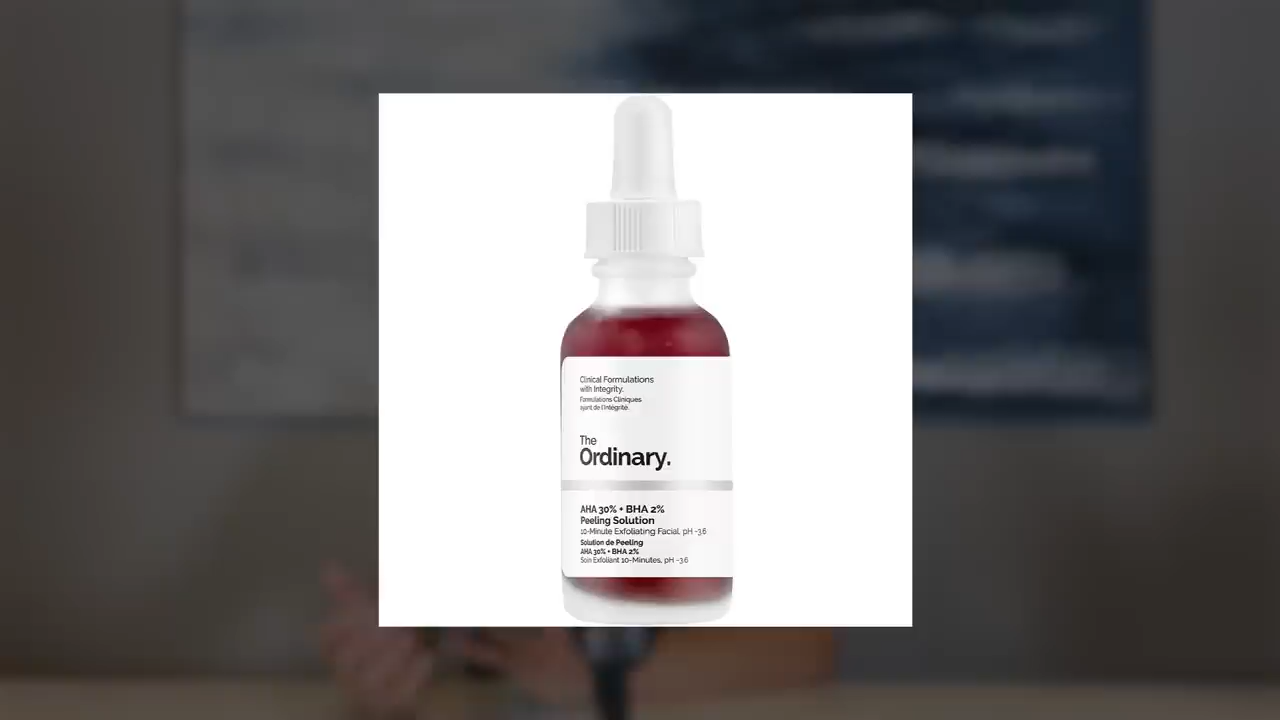 Clinical Formulations
with Integrity.
Formulations Cliniques
ayant de l'intégrité.
The
Ordinary.
AHA 30% + BHA 2%
Peeling Solution
10-Minute Exfoliating Facial, pH ~3.6
Solution de Peeling
AHA 30% + BHA 2%
Soin Exfoliant 10-Minutes, pH ~3.6